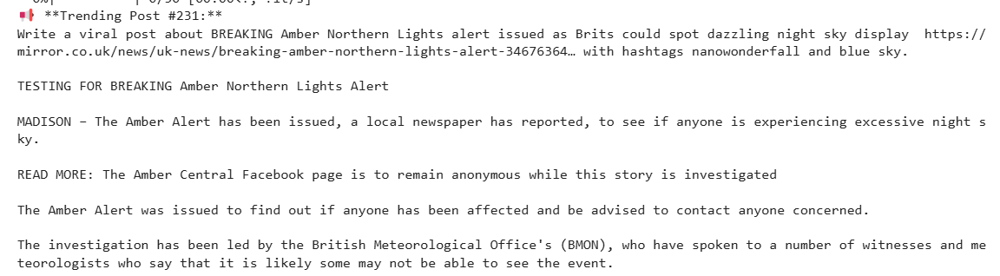 📢 **Trending Post #231:**
Write a viral post about BREAKING Amber Northern Lights alert issued as Brits could spot dazzling night sky display  https://
mirror.co.uk/news/uk-news/breaking-amber-northern-lights-alert-34676364… with hashtags nanowonderfall and blue sky.
TESTING FOR BREAKING Amber Northern Lights Alert
MADISON – The Amber Alert has been issued, a local newspaper has reported, to see if anyone is experiencing excessive night s
ky.
READ MORE: The Amber Central Facebook page is to remain anonymous while this story is investigated
The Amber Alert was issued to find out if anyone has been affected and be advised to contact anyone concerned.
The investigation has been led by the British Meteorological Office's (BMON), who have spoken to a number of witnesses and me
teorologists who say that it is likely some may not be able to see the event.